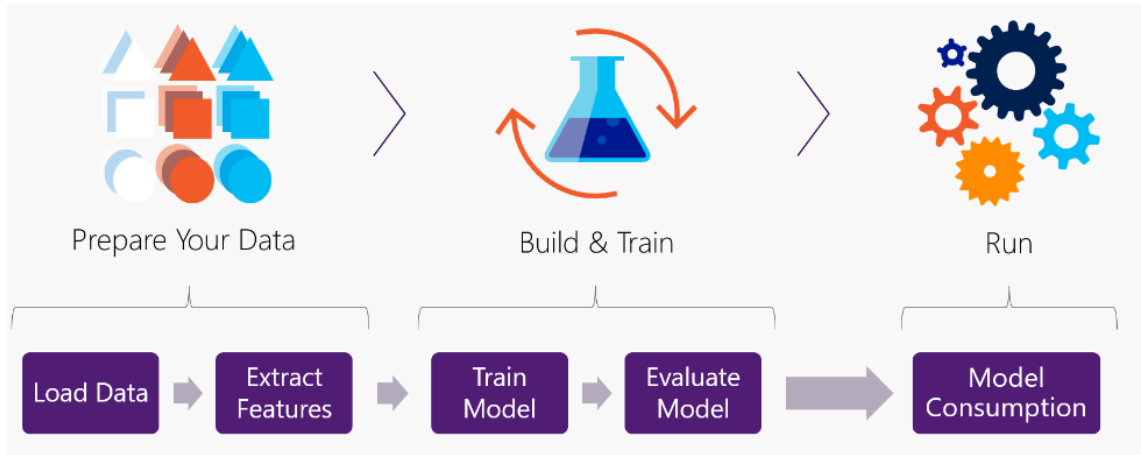 Prepare Your Data
Build & Train
Run
Load Data
Extract
Features
Train
Model
Evaluate
Model
Model
Consumption